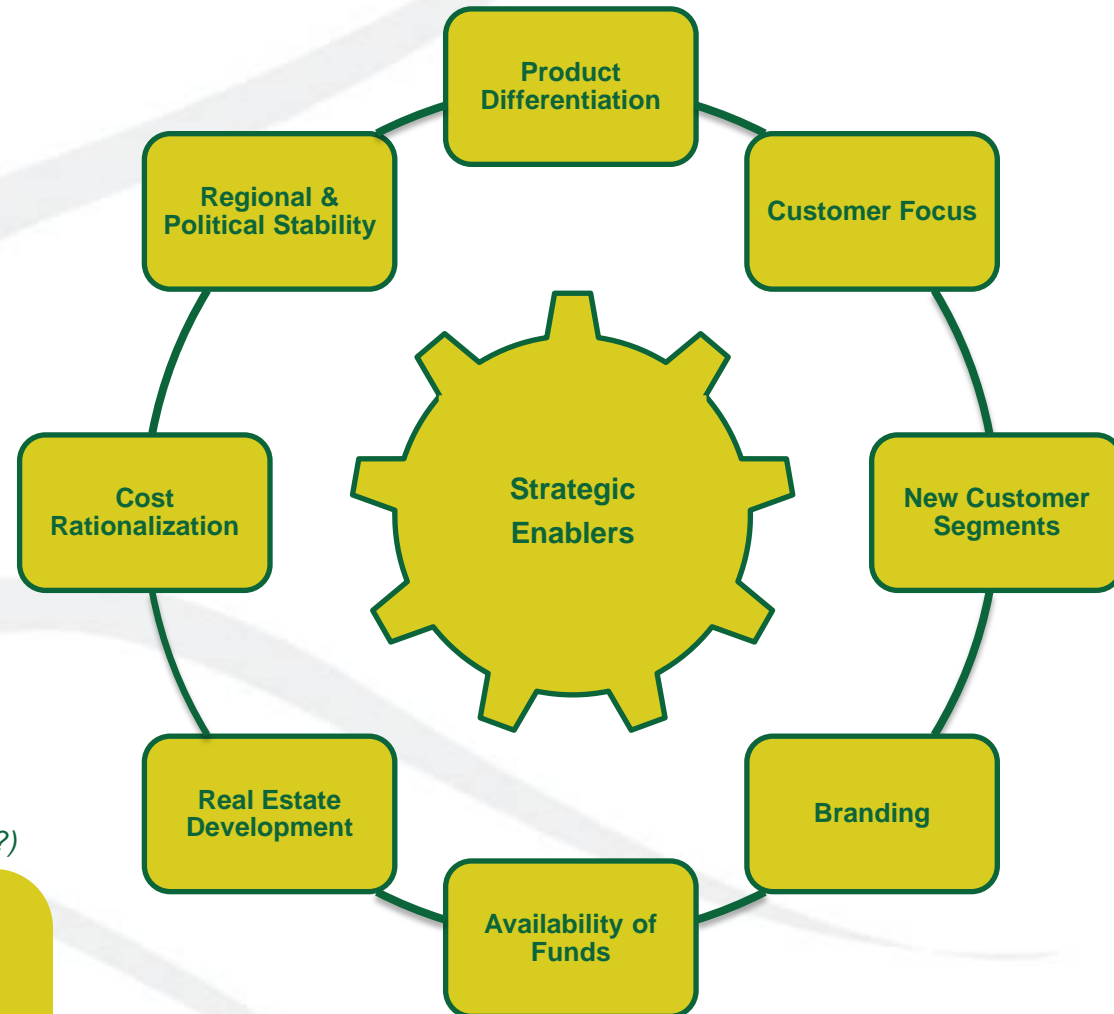 Product
Differentiation
Regional &
Political Stability
Customer Focus
Strategic
Enablers
Cost
Rationalization
New Customer
Segments
Real Estate
Development
Branding
?)
Availability of
Funds